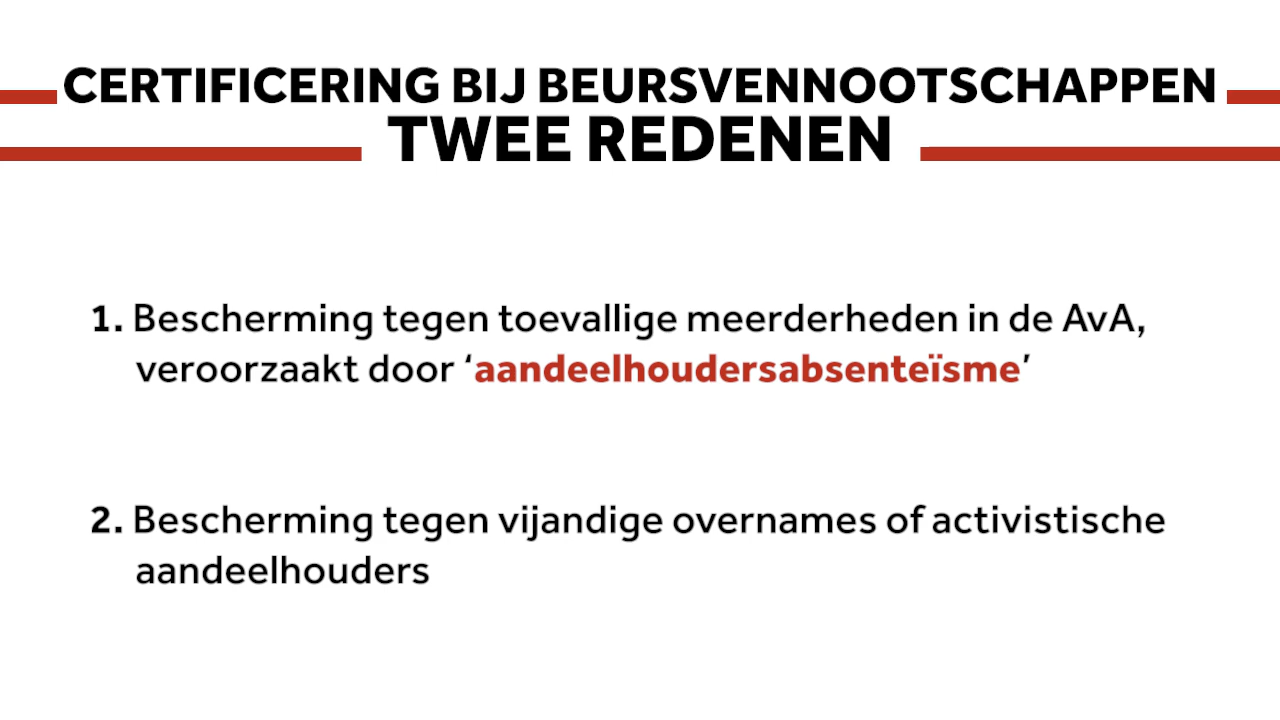 CERTIFICERING BIJ BEURSVENNOOTSCHAPPEN
TWEE REDENEN
1. Bescherming tegen toevallige meerderheden in de AvA,
veroorzaakt door ‘aandeelhoudersabsenteïsme’
2. Bescherming tegen vijandige overnames of activistische
aandeelhouders